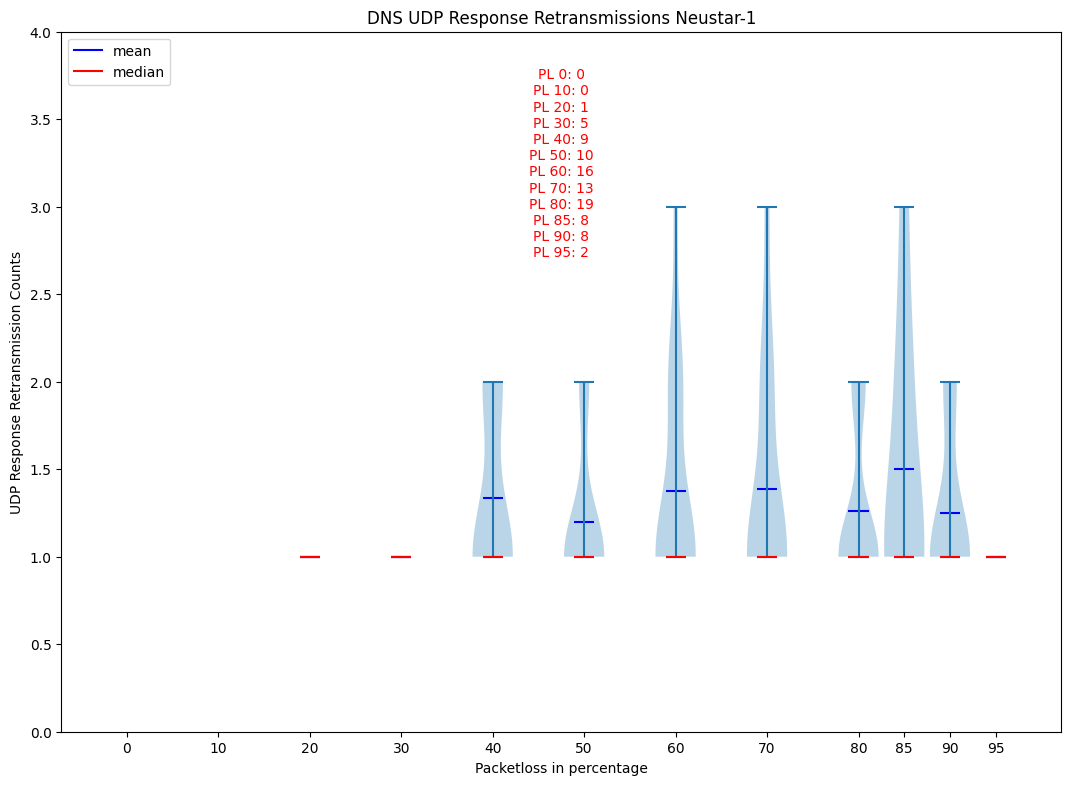 DNS UDP Response Retransmissions Neustar-1
mean
median
PL 0: 0
PL 10: 0
PL 20: 1
PL 30: 5
PL 40: 9
PL 50: 10
PL 60: 16
PL 70: 13
PL 80: 19
PL 85: 8
PL 90: 8
PL 95: 2
UDP Response Retransmission Counts
4.0
3.5
3.0
2.5
2.0
1.5
1.0
0.5
0.0
0 10 20 30 40 50 60 70 80 85 90 95
Packetloss in percentage